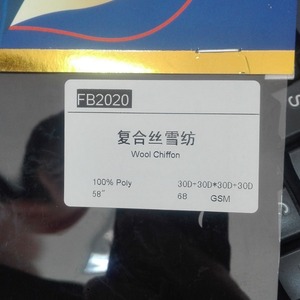 FB2020
复合丝雪纺
Wool Chiffon
100% Poly 30D+30D*30D+30D
58" 68 GSM